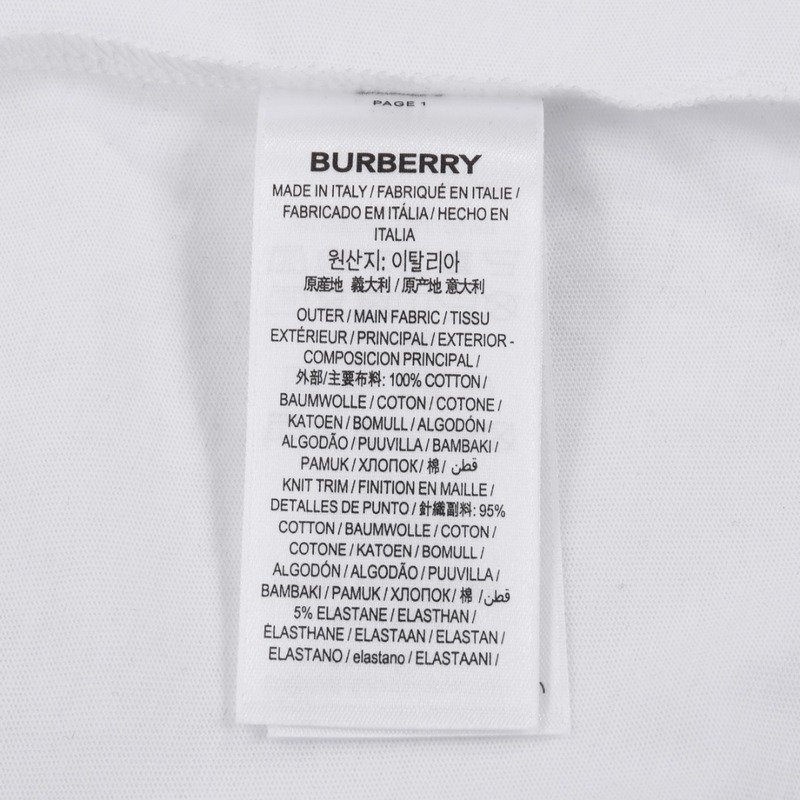 PAGE 1
BURBERRY
MADE IN ITALY / FABRIQUÉ EN ITALIE /
FABRICADO EM ITÁLIA / HECHO EN
ITALIA
원산지: 이탈리아
原産地 義大利 / 原产地 意大利
OUTER / MAIN FABRIC / TISSU
EXTÉRIEUR / PRINCIPAL / EXTERIOR -
COMPOSICION PRINCIPAL /
外部/主要布料: 100% COTTON /
BAUMWOLLE / COTON / COTONE /
KATOEN / BOMULL / ALGODÓN /
ALGODÃO / PUUVILLA / BAMBAKI /
PAMUK / ХЛОПОК / 棉 / قطن
KNIT TRIM / FINITION EN MAILLE /
DETALLES DE PUNTO / 針織副料: 95%
COTTON / BAUMWOLLE / COTON /
COTONE / KATOEN / BOMULL /
ALGODÓN / ALGODÃO / PUUVILLA /
BAMBAKI / PAMUK / ХЛОПОК / 棉 / قطن
5% ELASTANE / ELASTHAN /
ÉLASTHANE / ELASTAAN / ELASTAN /
ELASTANO / elastano / ELASTAANI /